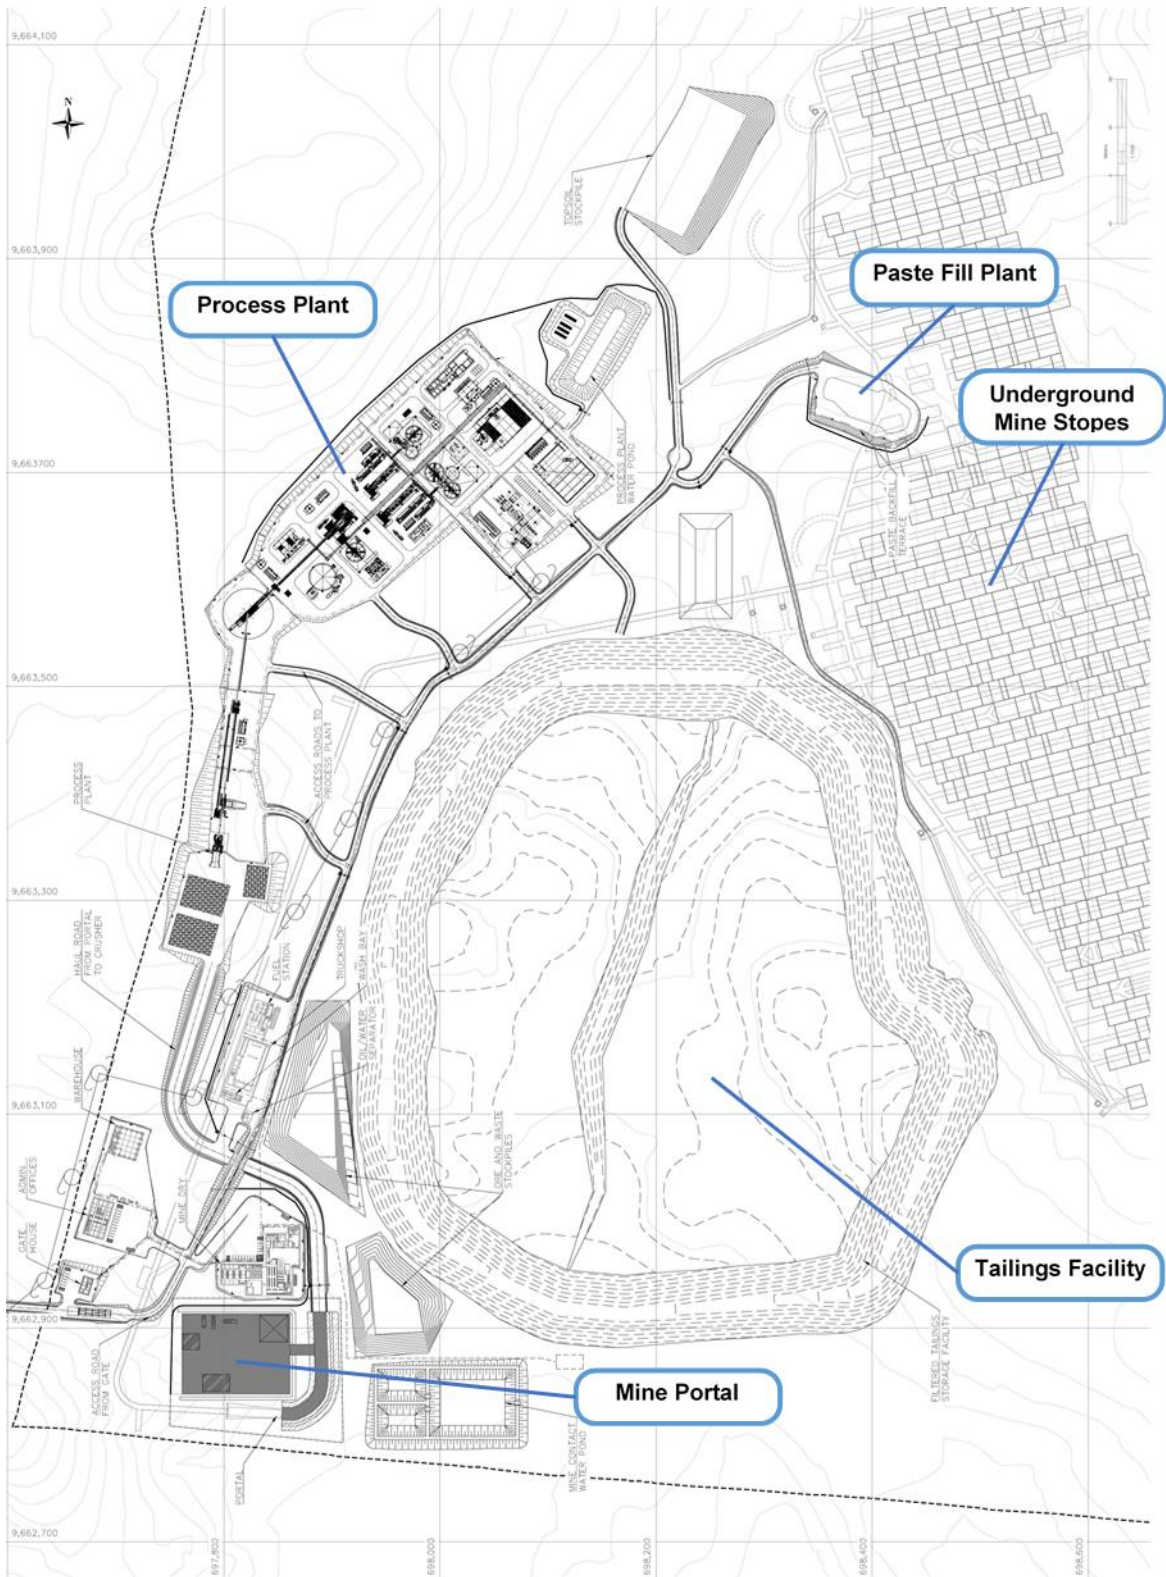 9,664,100
N
TOPSOIL
STOCKPILE
9,663,900
Paste Fill Plant
Process Plant
Underground
Mine Stopes
PROCESS PLANT
WATER POND
9,663,700
PASTE BACKFILL
TERRACE
9,663,500
ACCESS ROADS TO
PROCESS PLANT
PROCESS
PLANT
9,663,300
HAUL ROAD
FROM PORTAL
TO CRUSHER
FUEL
STATION
TRUCKSHOP
WASH BAY
OIL/WATER
SEPARATOR
WAREHOUSE
9,663,100
ADMIN
OFFICES
MINE DRY
ORE AND WASTE
STOCKPILES
GATE
HOUSE
Tailings Facility
9,662,900
ACCESS ROAD
FROM GATE
FILTERED TAILINGS
STORAGE FACILITY
Mine Portal
PORTAL
MINE CONTACT
WATER POND
9,662,700
697,800
698,000
698,400
698,600